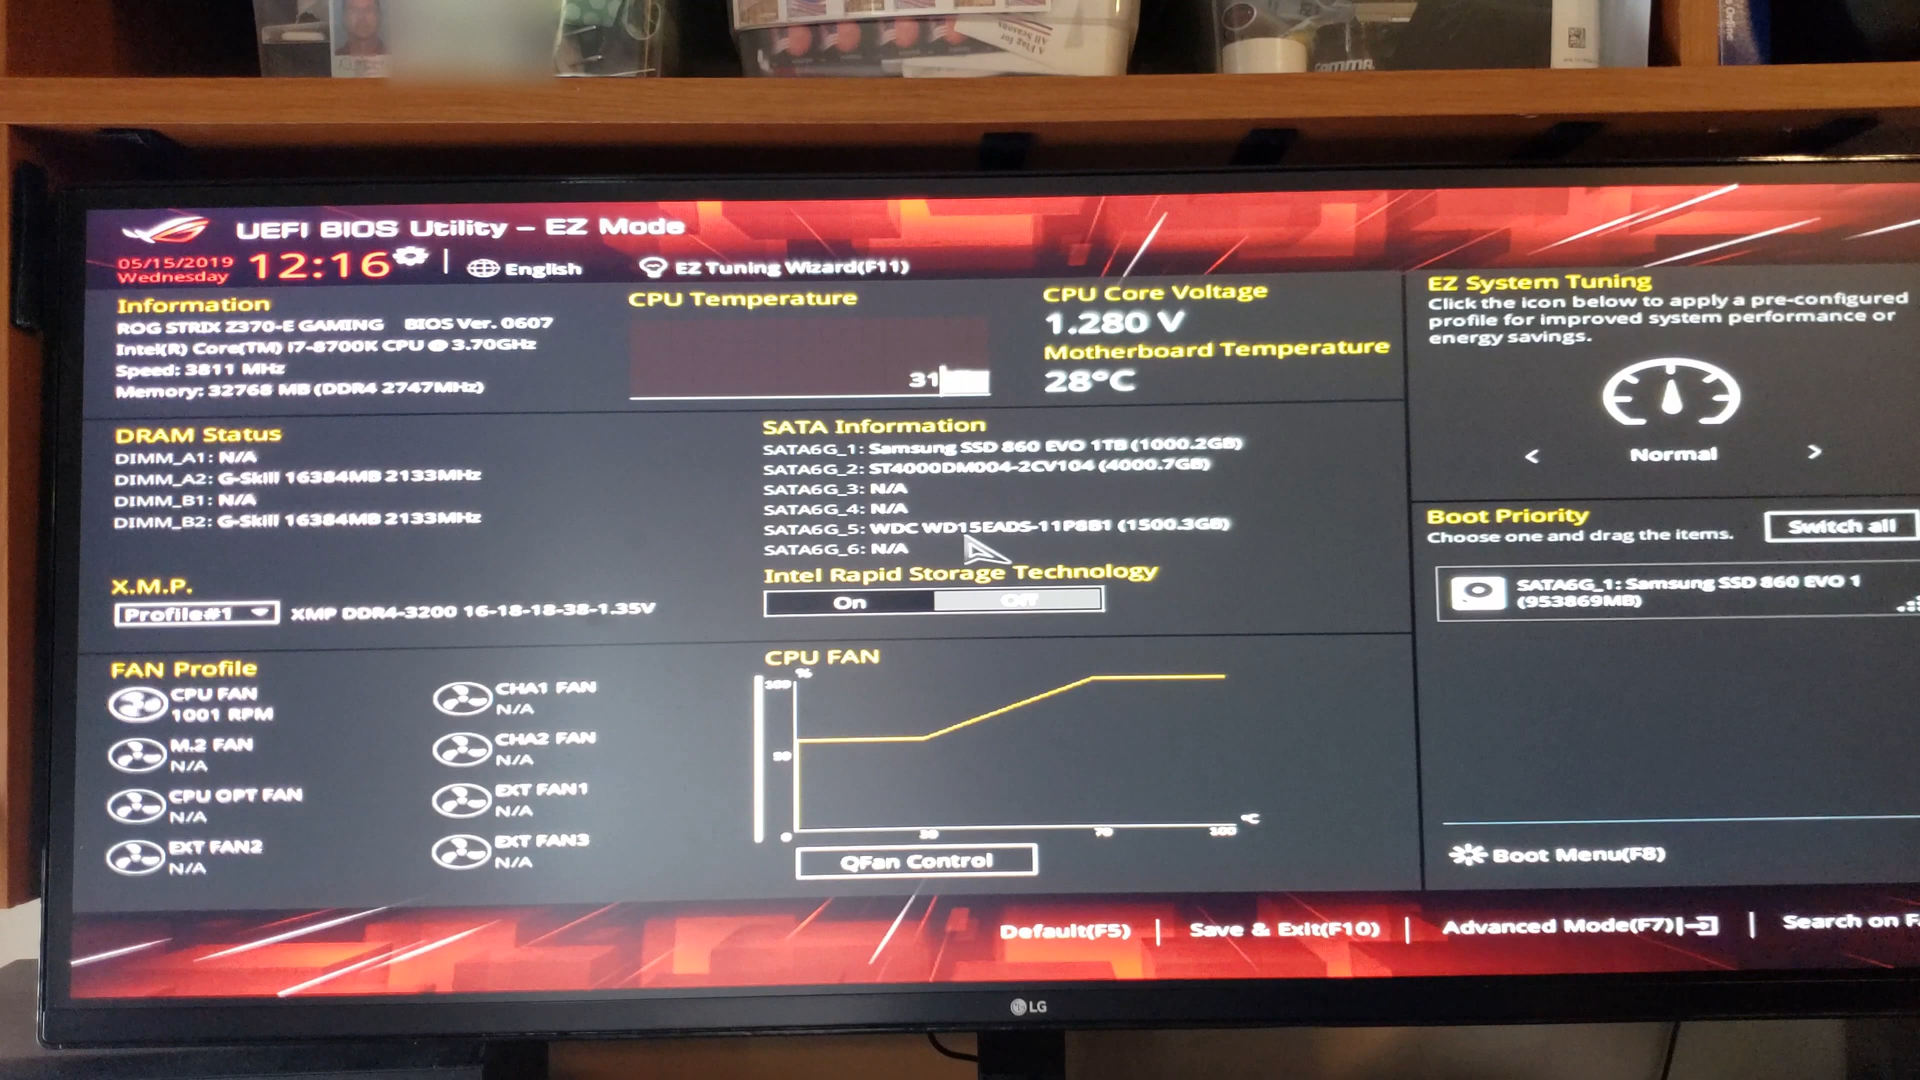 A Flag for
All Seasons
GAMMA
Online
UEFI BIOS Utility – EZ Mode
05/15/2019
Wednesday
12:16
English
EZ Tuning Wizard(F11)
Information
ROG STRIX Z370-E GAMING BIOS Ver. 0607
Intel(R) Core(TM) i7-8700K CPU @ 3.70GHz
Speed: 3811 MHz
Memory: 32768 MB (DDR4 2747MHz)
CPU Temperature
31
CPU Core Voltage
1.280 V
Motherboard Temperature
28°C
EZ System Tuning
Click the icon below to apply a pre-configured
profile for improved system performance or
energy savings.
< Normal >
DRAM Status
DIMM_A1: N/A
DIMM_A2: G-Skill 16384MB 2133MHz
DIMM_B1: N/A
DIMM_B2: G-Skill 16384MB 2133MHz
SATA Information
SATA6G_1: Samsung SSD 860 EVO 1TB (1000.2GB)
SATA6G_2: ST4000DM004-2CV104 (4000.7GB)
SATA6G_3: N/A
SATA6G_4: N/A
SATA6G_5: WDC WD15EADS-11P8B1 (1500.3GB)
SATA6G_6: N/A
X.M.P.
Profile#1 XMP DDR4-3200 16-18-18-38-1.35V
Intel Rapid Storage Technology
On Off
Boot Priority
Choose one and drag the items.
Switch all
SATA6G_1: Samsung SSD 860 EVO 1
(953869MB)
FAN Profile
CPU FAN
1001 RPM
CHA1 FAN
N/A
M.2 FAN
N/A
CHA2 FAN
N/A
CPU OPT FAN
N/A
EXT FAN1
N/A
EXT FAN2
N/A
EXT FAN3
N/A
CPU FAN
%
100
50
0
30 70 100 °C
QFan Control
Boot Menu(F8)
Default(F5) | Save & Exit(F10) | Advanced Mode(F7) | Search on
LG